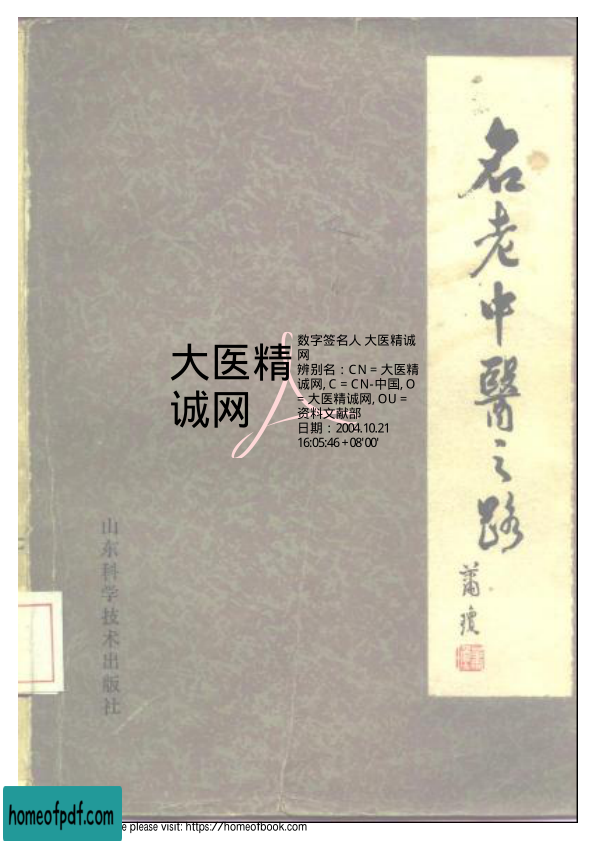 名老中醫之路
蕭瓊
大医精
诚网
数字签名人 大医精诚
网
辨别名：CN = 大医精
诚网, C = CN-中国, O
= 大医精诚网, OU =
资料文献部
日期：2004.10.21
16:05:46 +08'00'
山东科学技术出版社
homeofpdf.com
e please visit: https://homeofbook.com